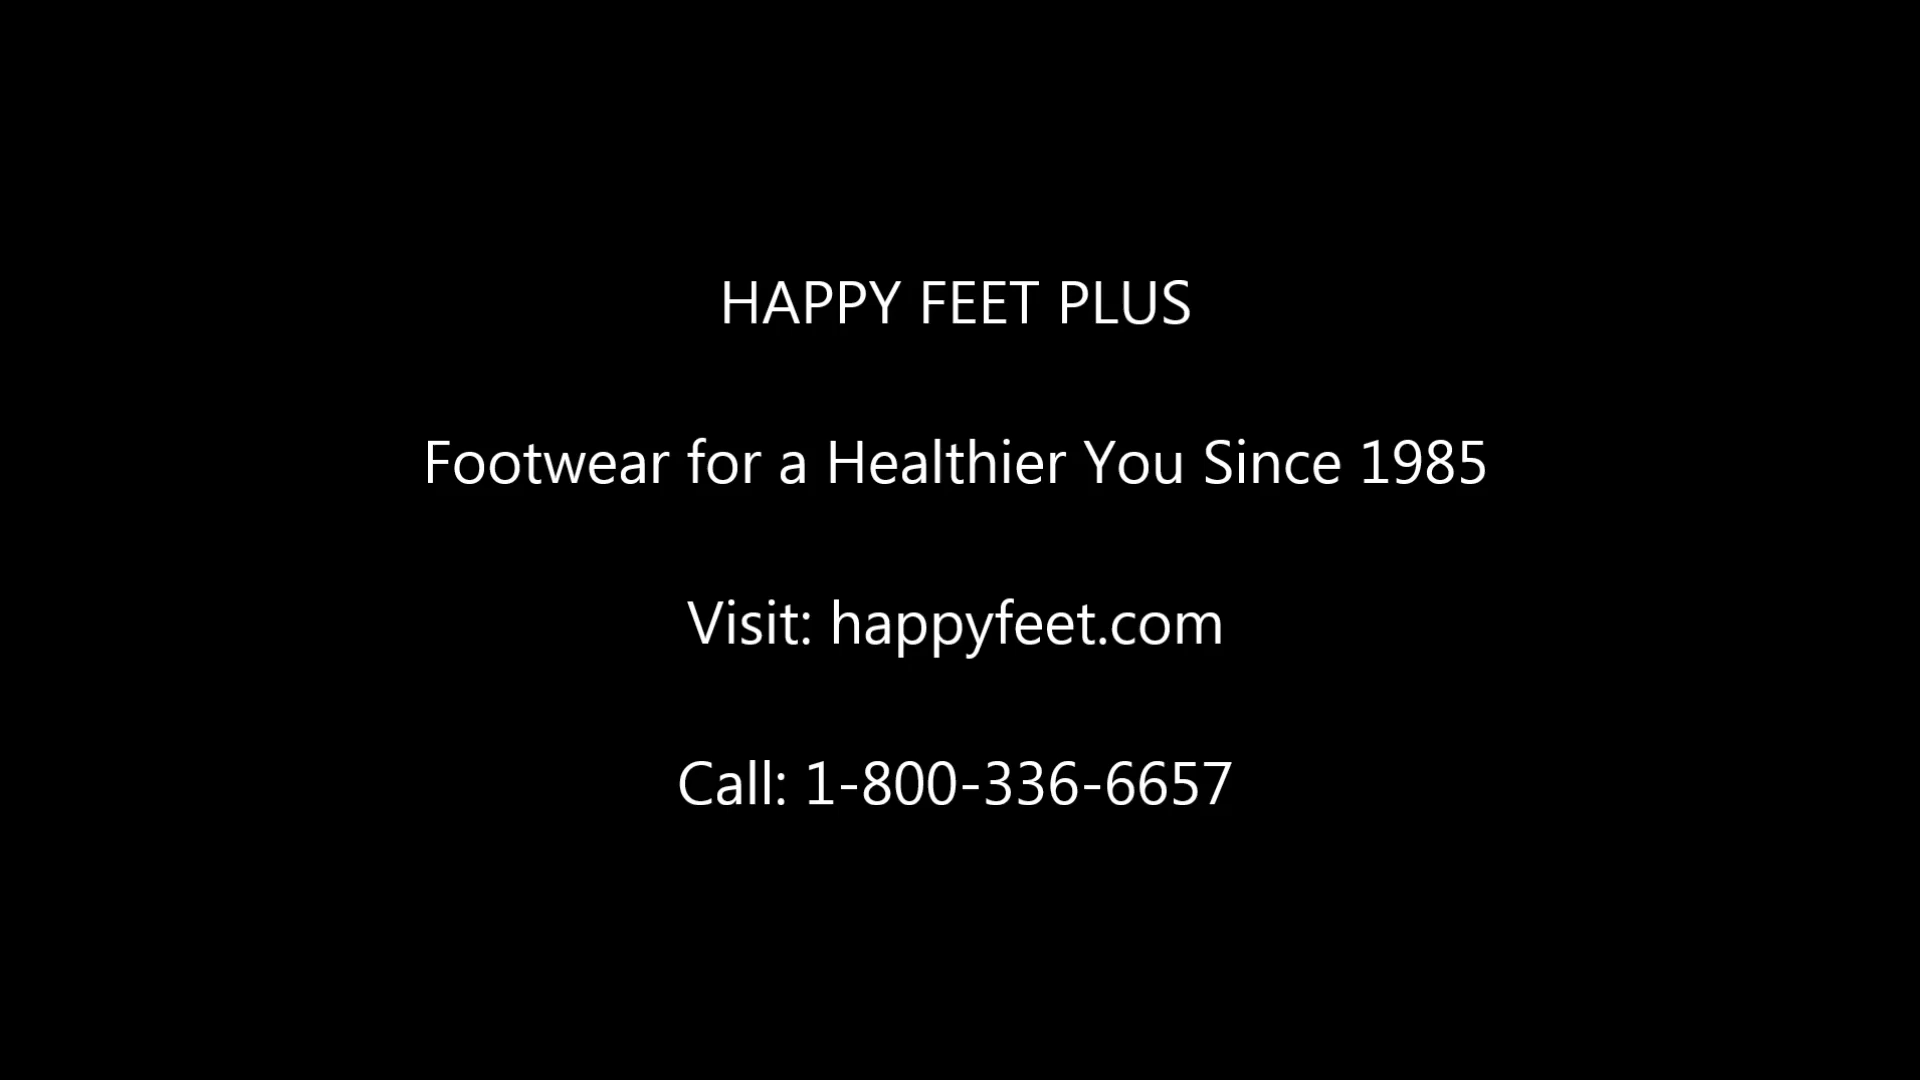 HAPPY FEET PLUS
Footwear for a Healthier You Since 1985
Visit: happyfeet.com
Call: 1-800-336-6657